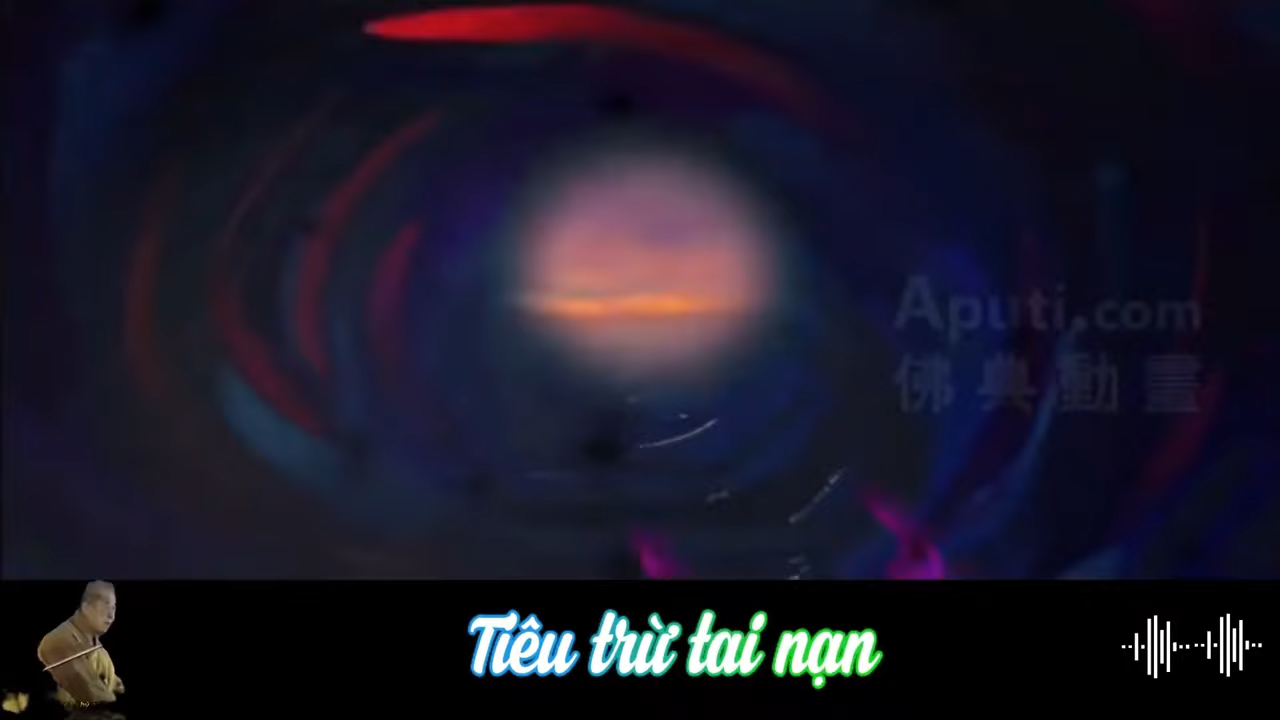 Aputi.com
佛典動畫
Tiêu trừ tai nạn